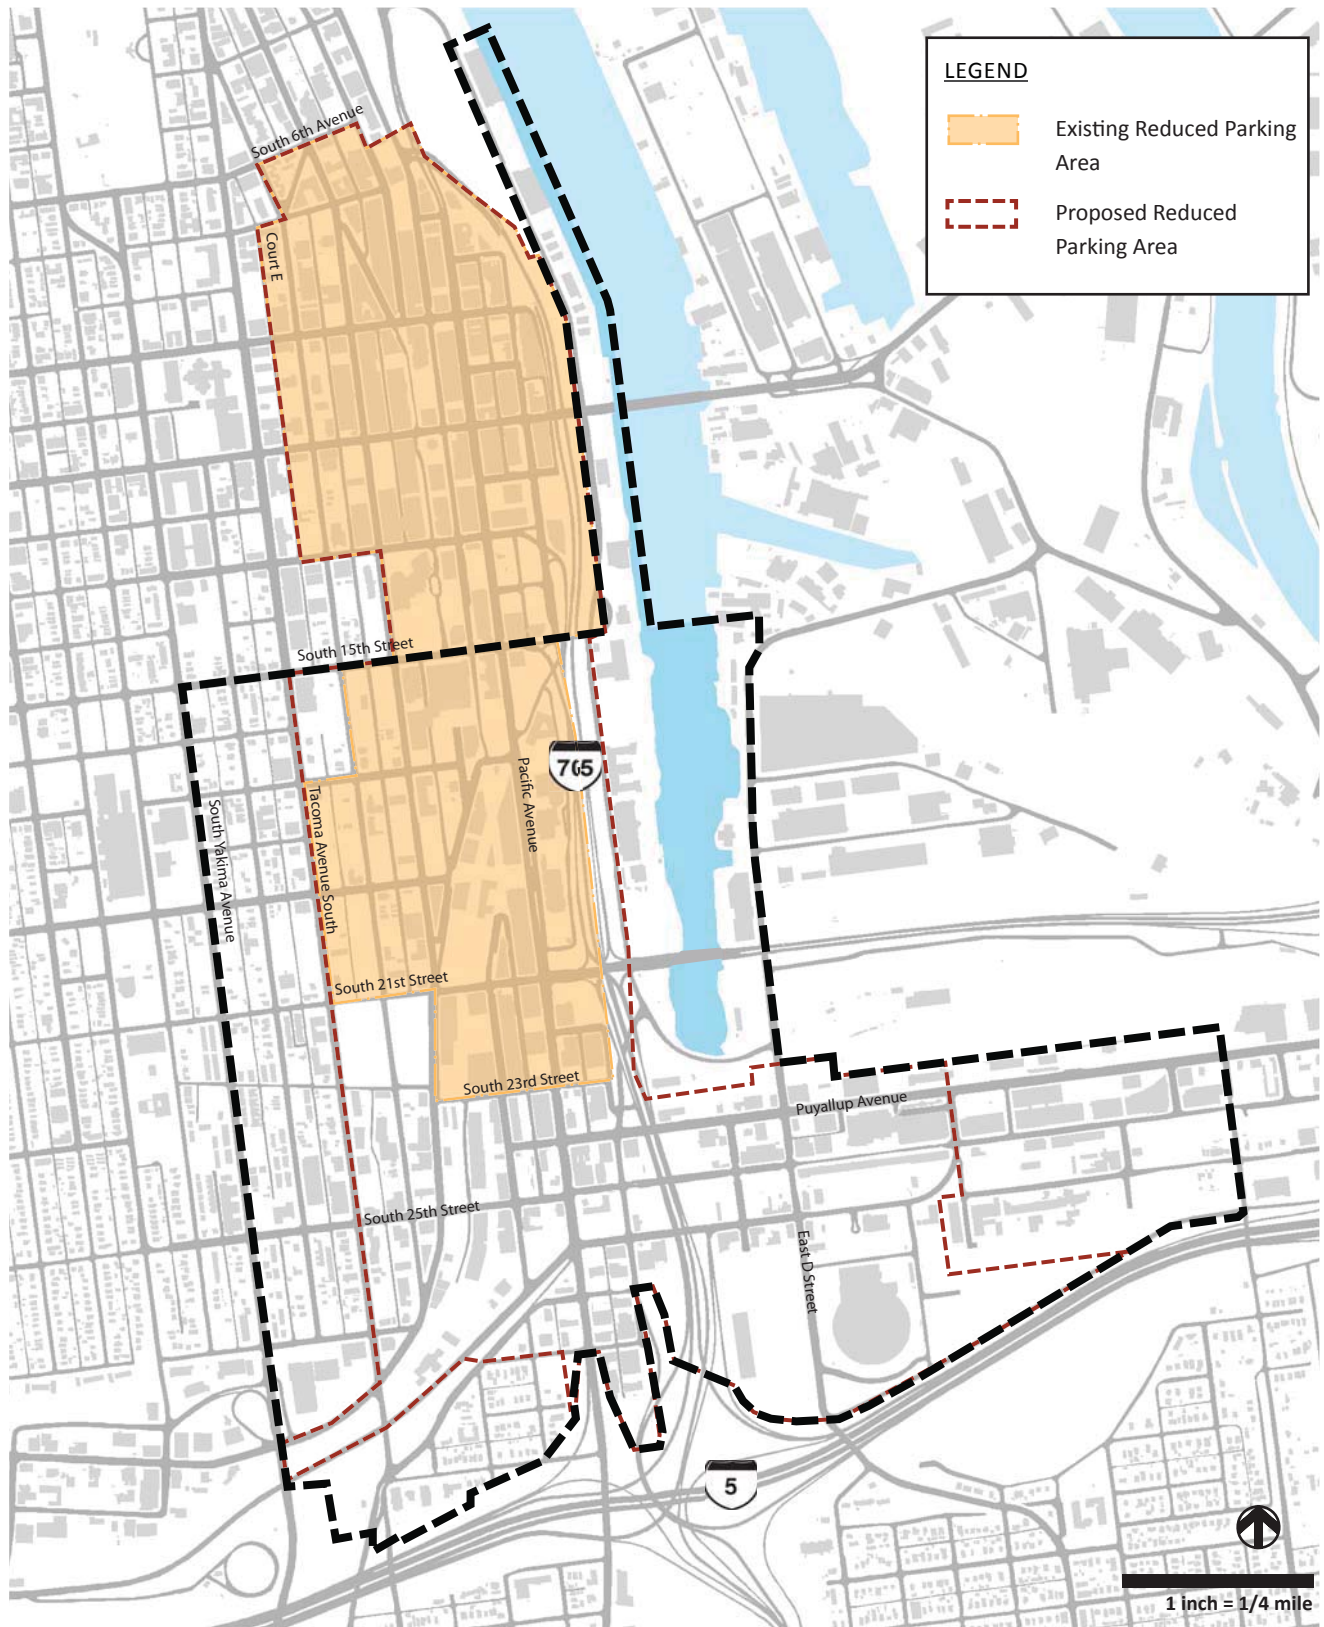 LEGEND
Existing Reduced Parking
Area
Proposed Reduced
Parking Area
South 6th Avenue
Court E
South 15th Street
Pacific Avenue
Tacoma Avenue South
South Yakima Avenue
South 21st Street
South 23rd Street
Puyallup Avenue
South 25th Street
East D Street
5
1 inch = 1/4 mile